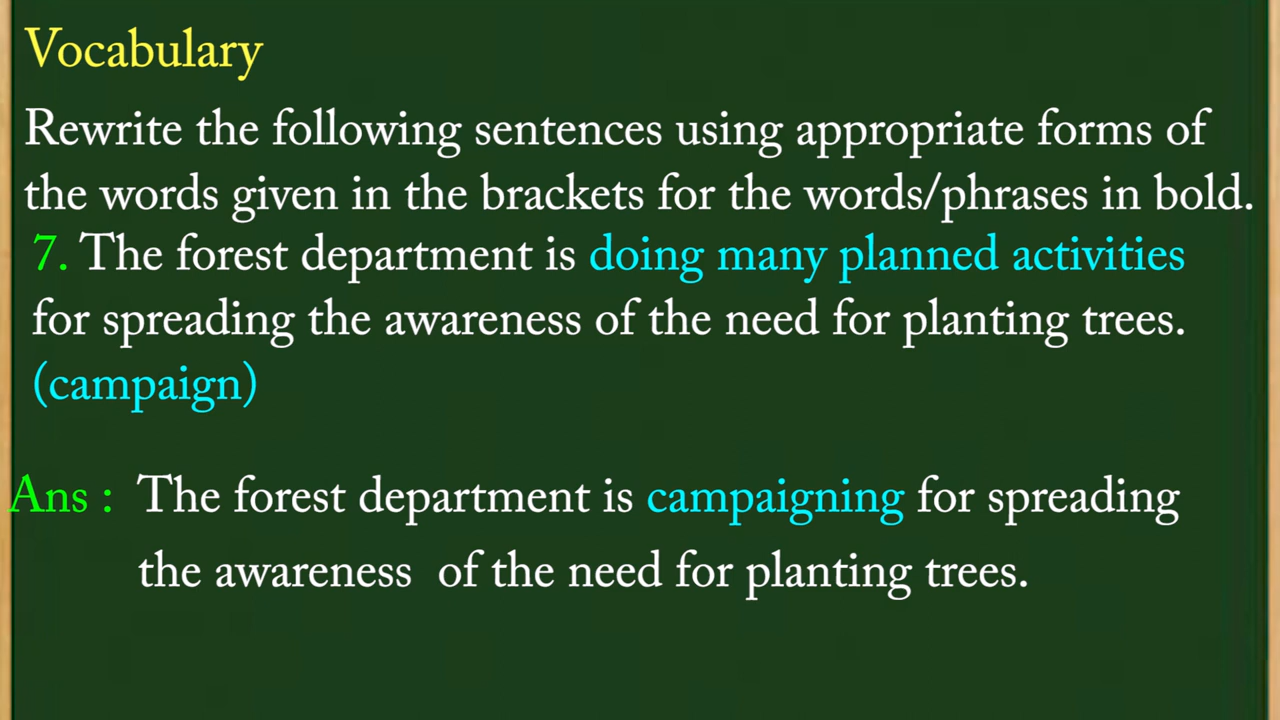 Vocabulary
Rewrite the following sentences using appropriate forms of
the words given in the brackets for the words/phrases in bold.
7. The forest department is doing many planned activities
for spreading the awareness of the need for planting trees.
(campaign)
Ans : The forest department is campaigning for spreading
the awareness of the need for planting trees.